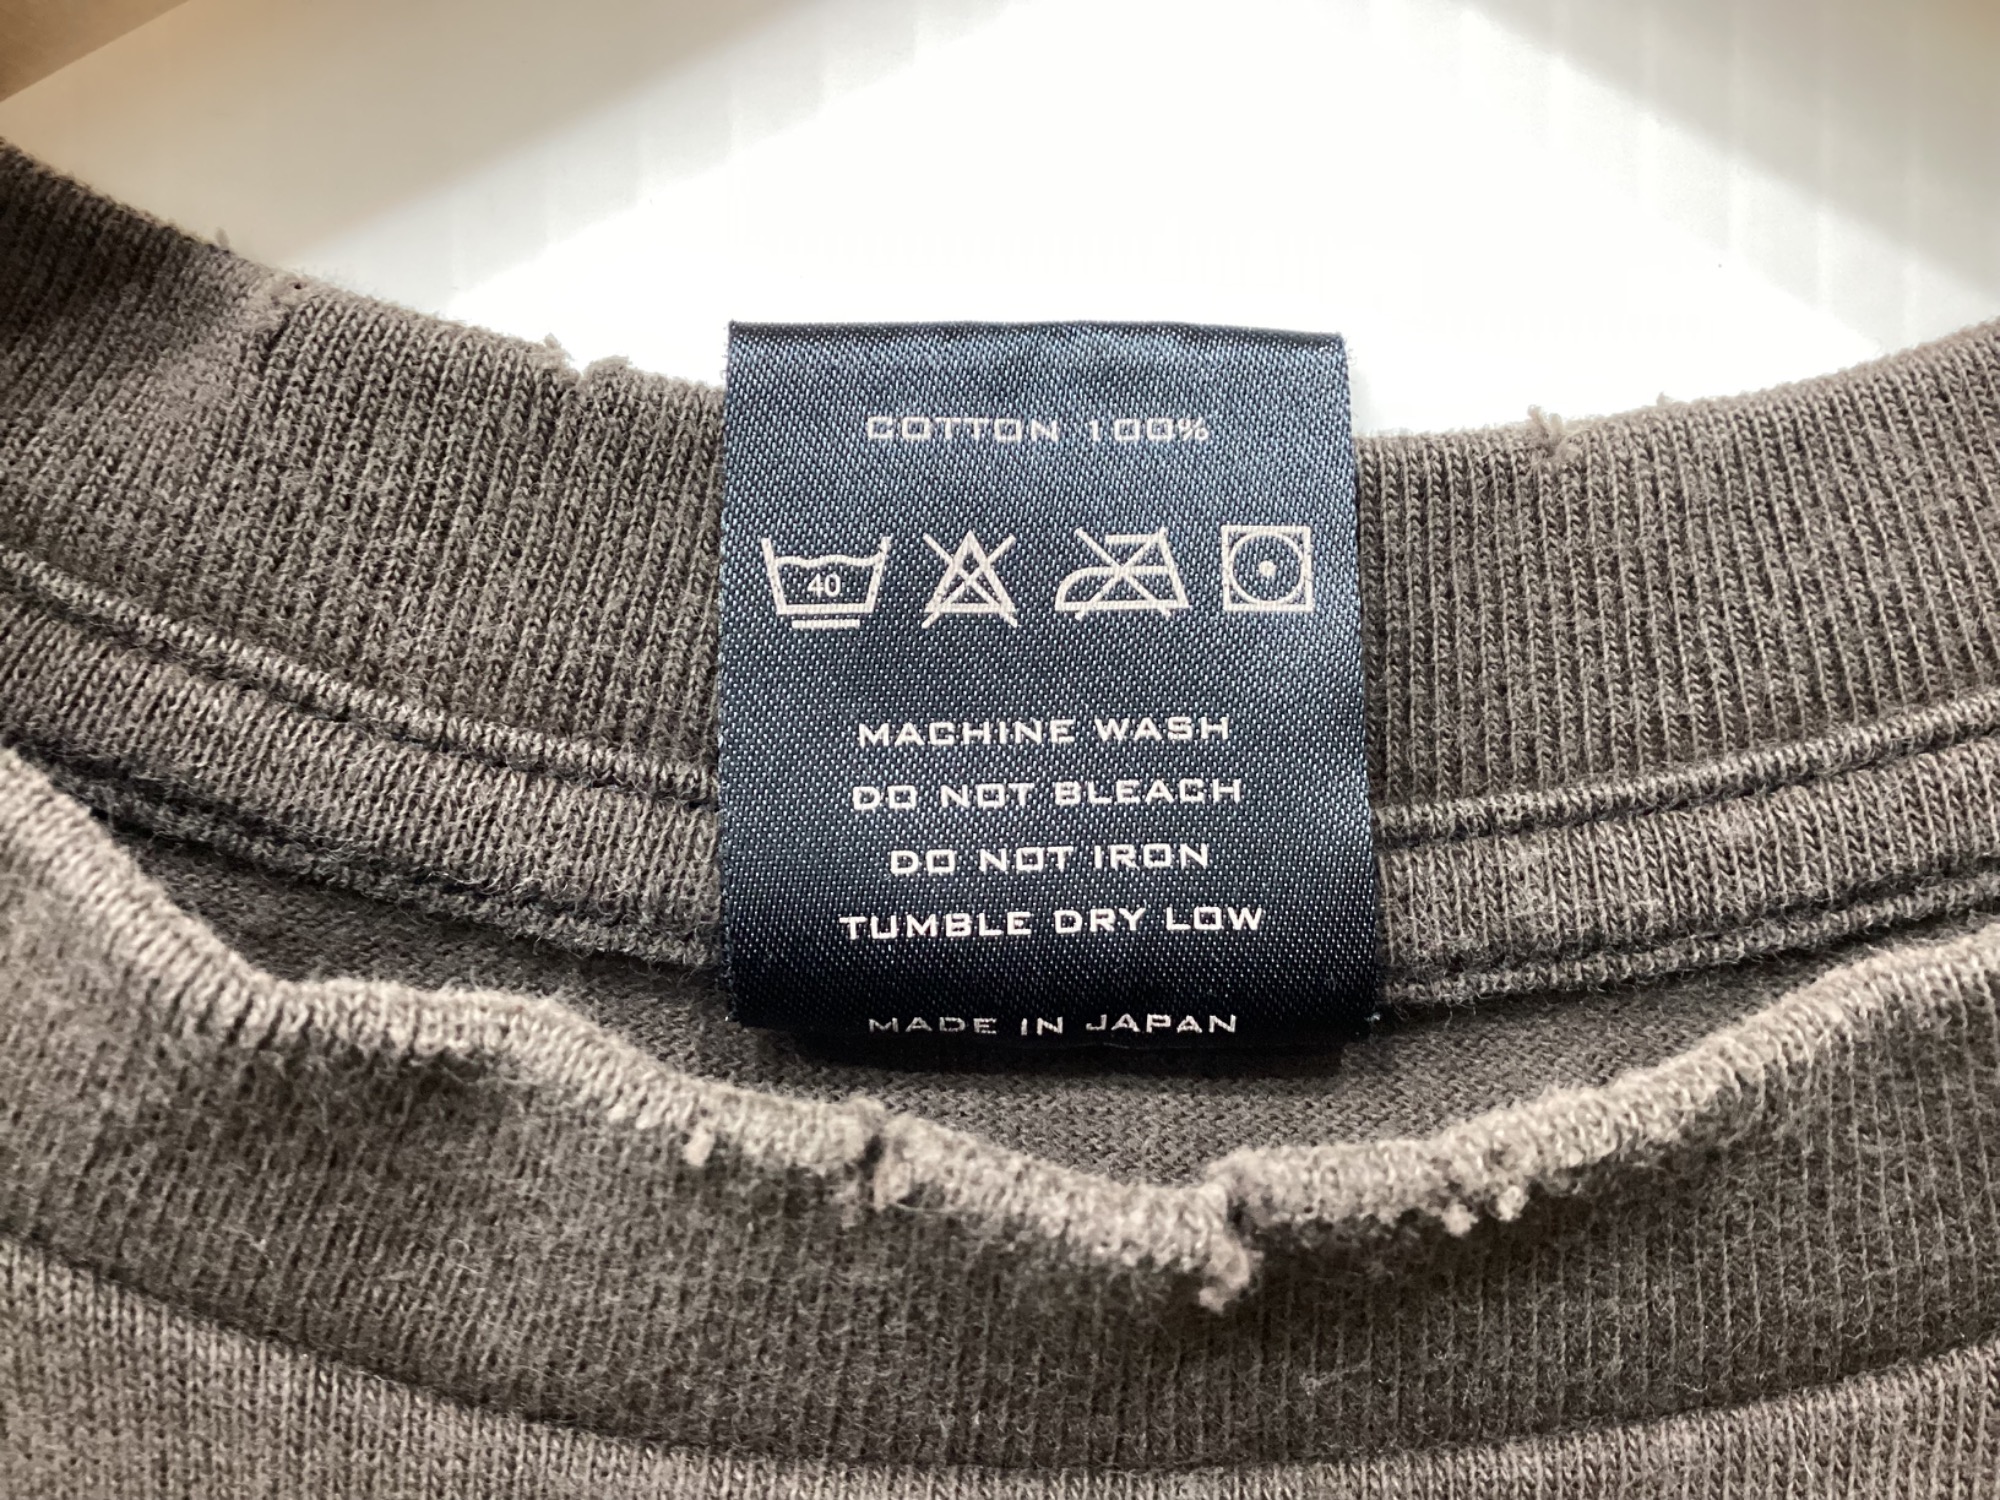 COTTON 100%
40
MACHINE WASH
DO NOT BLEACH
DO NOT IRON
TUMBLE DRY LOW
MADE IN JAPAN